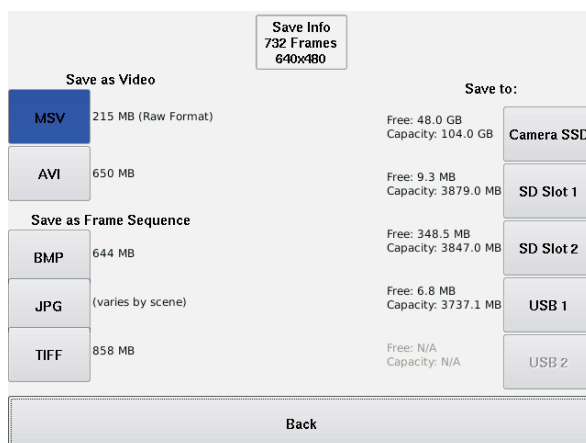 Save Info
732 Frames
640x480
Save as Video
MSV
215 MB (Raw Format)
AVI
650 MB
Save as Frame Sequence
BMP
644 MB
JPG
(varies by scene)
TIFF
858 MB
Save to:
Free: 48.0 GB
Capacity: 104.0 GB
Camera SSD
Free: 9.3 MB
Capacity: 3879.0 MB
SD Slot 1
Free: 348.5 MB
Capacity: 3847.0 MB
SD Slot 2
Free: 6.8 MB
Capacity: 3737.1 MB
USB 1
Free: N/A
Capacity: N/A
USB 2
Back